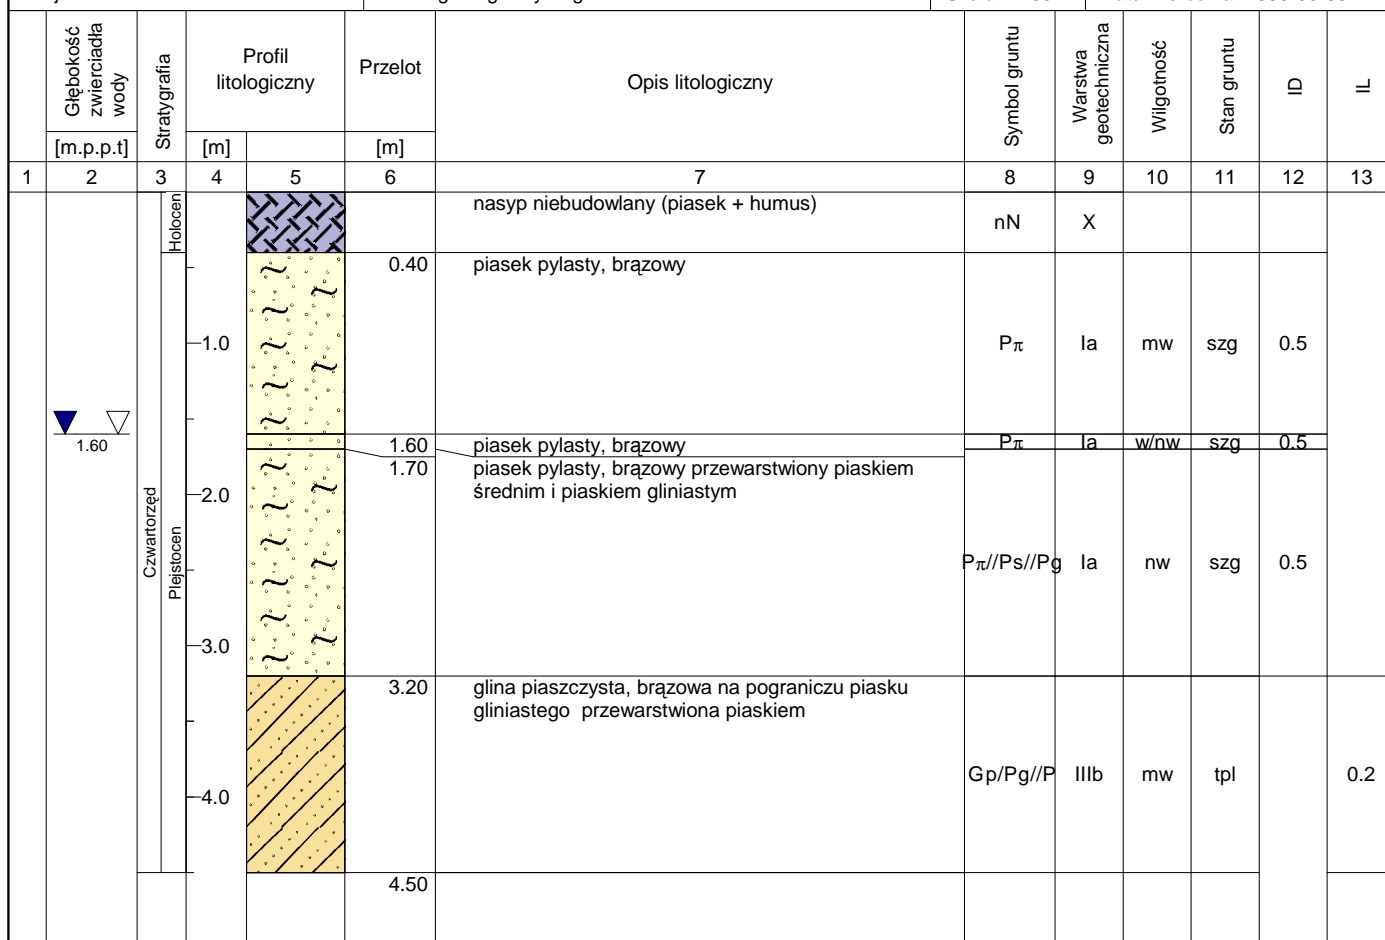 Głębokość
zwierciadła
wody
[m.p.p.t]
Stratygrafia
Profil
litologiczny
[m]
Przelot
[m]
Opis litologiczny
Symbol gruntu
Warstwa
geotechniczna
Wilgotność
Stan gruntu
ID
IL
1 2 3 4 5 6 7 8 9 10 11 12 13
Holocen
nasyp niebudowlany (piasek + humus)
nN X
0.40 piasek pylasty, brązowy
1.0
Pπ Ia mw szg 0.5
1.60
1.60 piasek pylasty, brązowy
Pπ Ia w/nw szg 0.5
1.70 piasek pylasty, brązowy przewarstwiony piaskiem
średnim i piaskiem gliniastym
2.0
Czwartorzęd
Plejstocen
Pπ//Ps//Pg Ia nw szg 0.5
3.0
3.20 glina piaszczysta, brązowa na pograniczu piasku
gliniastego przewarstwiona piaskiem
Gp/Pg//P IIIb mw tpl 0.2
4.0
4.50